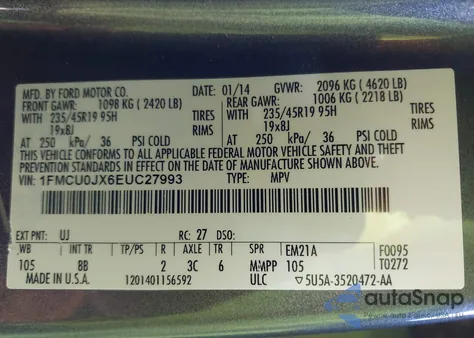 MFD. BY FORD MOTOR CO. DATE: 01/14 GVWR: 2096 KG (4620 LB)
FRONT GAWR: 1098 KG (2420 LB) REAR GAWR: 1006 KG (2218 LB)
WITH 235/45R19 95H TIRES WITH 235/45R19 95H TIRES
19x8J RIMS 19x8J RIMS
AT 250 kPa/ 36 PSI COLD AT 250 kPa/ 36 PSI COLD
THIS VEHICLE CONFORMS TO ALL APPLICABLE FEDERAL MOTOR VEHICLE SAFETY AND THEFT
PREVENTION STANDARDS IN EFFECT ON THE DATE OF MANUFACTURE SHOWN ABOVE.
VIN: 1FMCU0JX6EUC27993 TYPE: MPV
EXT PNT: UJ RC: 27 DSO:
WB INT TR TP/PS R AXLE TR SPR EM21A F0095
105 BB 2 3C 6 MMPP 105 T0272
MADE IN U.S.A. 1201401156592 ULC ▽5U5A-3520472-AA
autoSnap